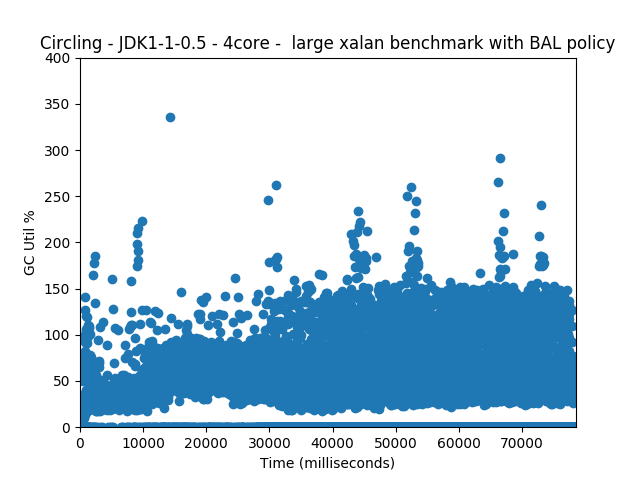 Circling - JDK1-1-0.5 - 4core -  large xalan benchmark with BAL policy
400
350
300
250
200
150
100
50
0
GC Util %
0 10000 20000 30000 40000 50000 60000 70000
Time (milliseconds)